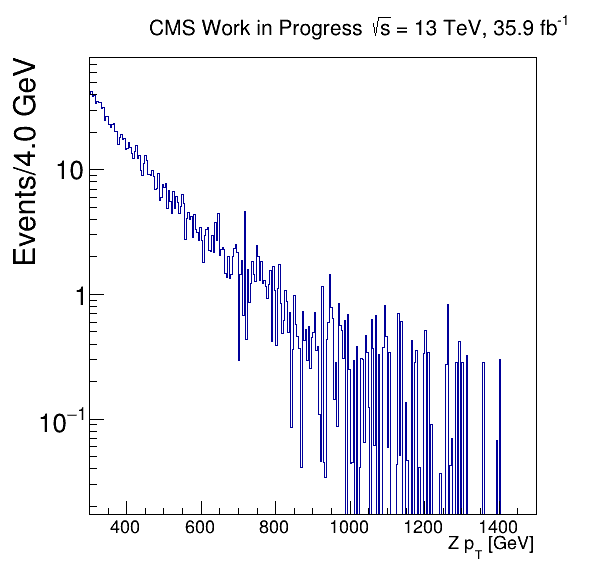 CMS Work in Progress √s = 13 TeV, 35.9 fb⁻¹
Events/4.0 GeV
10
1
10⁻¹
400 600 800 1000 1200 1400
Z p_T [GeV]